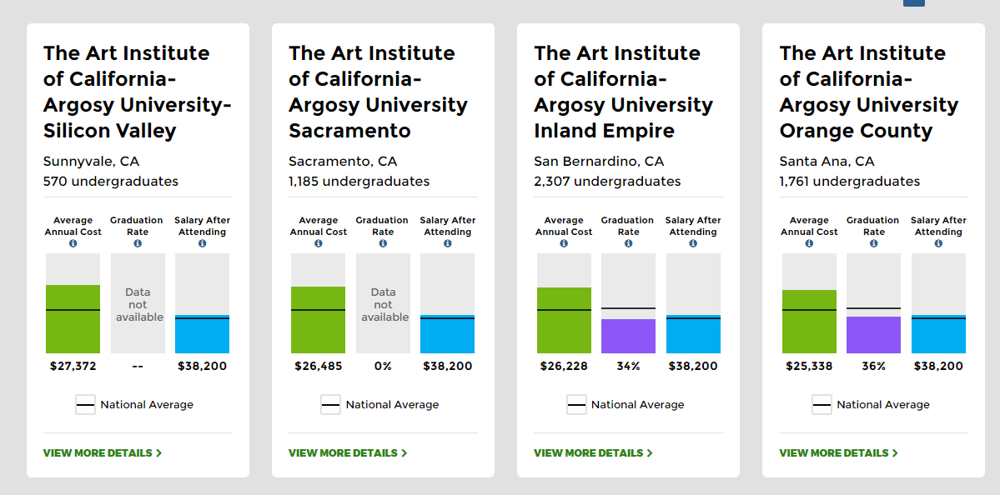 The Art Institute
of California-
Argosy University-
Silicon Valley
Sunnyvale, CA
570 undergraduates
Average
Annual Cost
Graduation
Rate
Salary After
Attending
Data
not
available
$27,372
--
$38,200
National Average
VIEW MORE DETAILS >
The Art Institute
of California-
Argosy University
Sacramento
Sacramento, CA
1,185 undergraduates
Average
Annual Cost
Graduation
Rate
Salary After
Attending
Data
not
available
$26,485
0%
$38,200
National Average
VIEW MORE DETAILS >
The Art Institute
of California-
Argosy University
Inland Empire
San Bernardino, CA
2,307 undergraduates
Average
Annual Cost
Graduation
Rate
Salary After
Attending
$26,228
34%
$38,200
National Average
VIEW MORE DETAILS >
The Art Institute
of California-
Argosy University
Orange County
Santa Ana, CA
1,761 undergraduates
Average
Annual Cost
Graduation
Rate
Salary After
Attending
$25,338
36%
$38,200
National Average
VIEW MORE DETAILS >